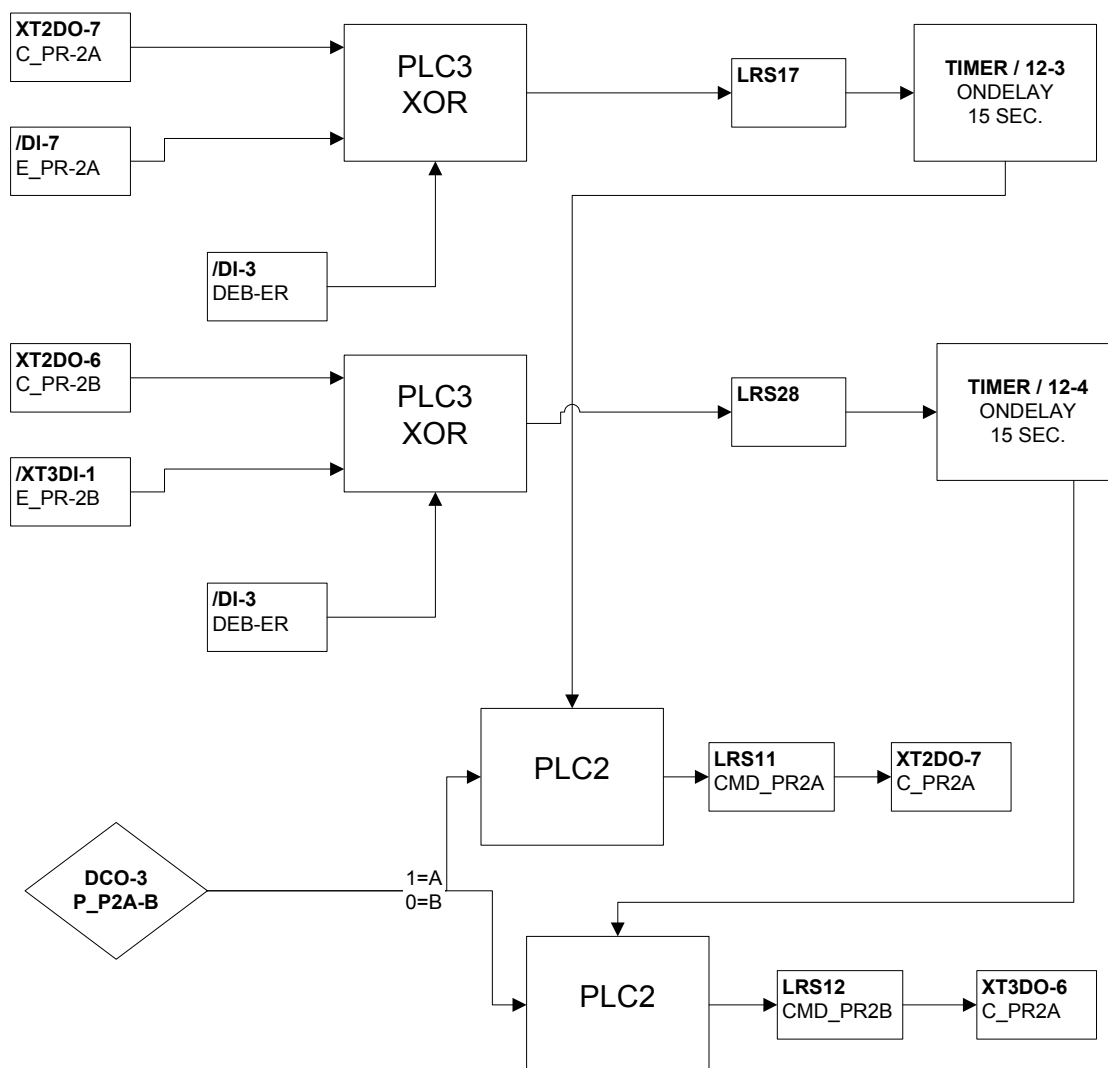 XT2DO-7
C_PR-2A
/DI-7
E_PR-2A
PLC3
XOR
LRS17
TIMER / 12-3
ONDELAY
15 SEC.
/DI-3
DEB-ER
XT2DO-6
C_PR-2B
/XT3DI-1
E_PR-2B
PLC3
XOR
LRS28
TIMER / 12-4
ONDELAY
15 SEC.
/DI-3
DEB-ER
PLC2
LRS11
CMD_PR2A
XT2DO-7
C_PR2A
DCO-3
P_P2A-B
1=A
0=B
PLC2
LRS12
CMD_PR2B
XT3DO-6
C_PR2A